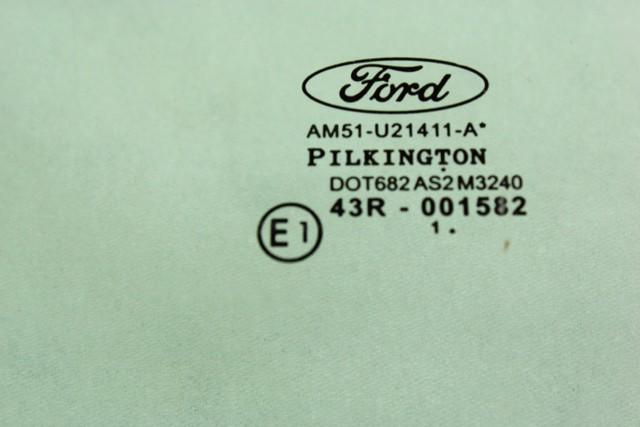 Ford
AM51-U21411-A*
PILKINGTON
DOT682 AS2 M3240
43R - 001582
E1
1 .